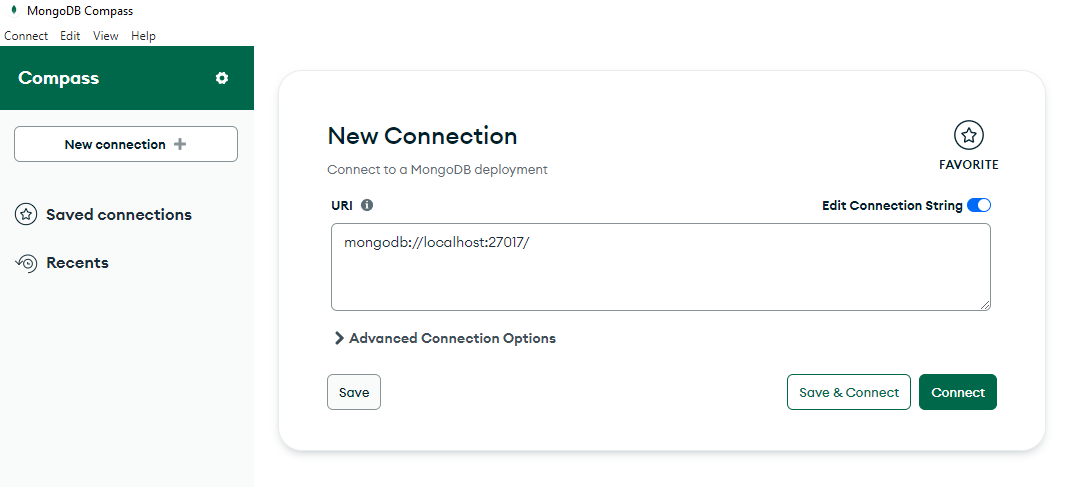 MongoDB Compass
Connect Edit View Help
Compass
New connection
Saved connections
Recents
New Connection
Connect to a MongoDB deployment
FAVORITE
URI
Edit Connection String
mongodb://localhost:27017/
Advanced Connection Options
Save
Save & Connect
Connect